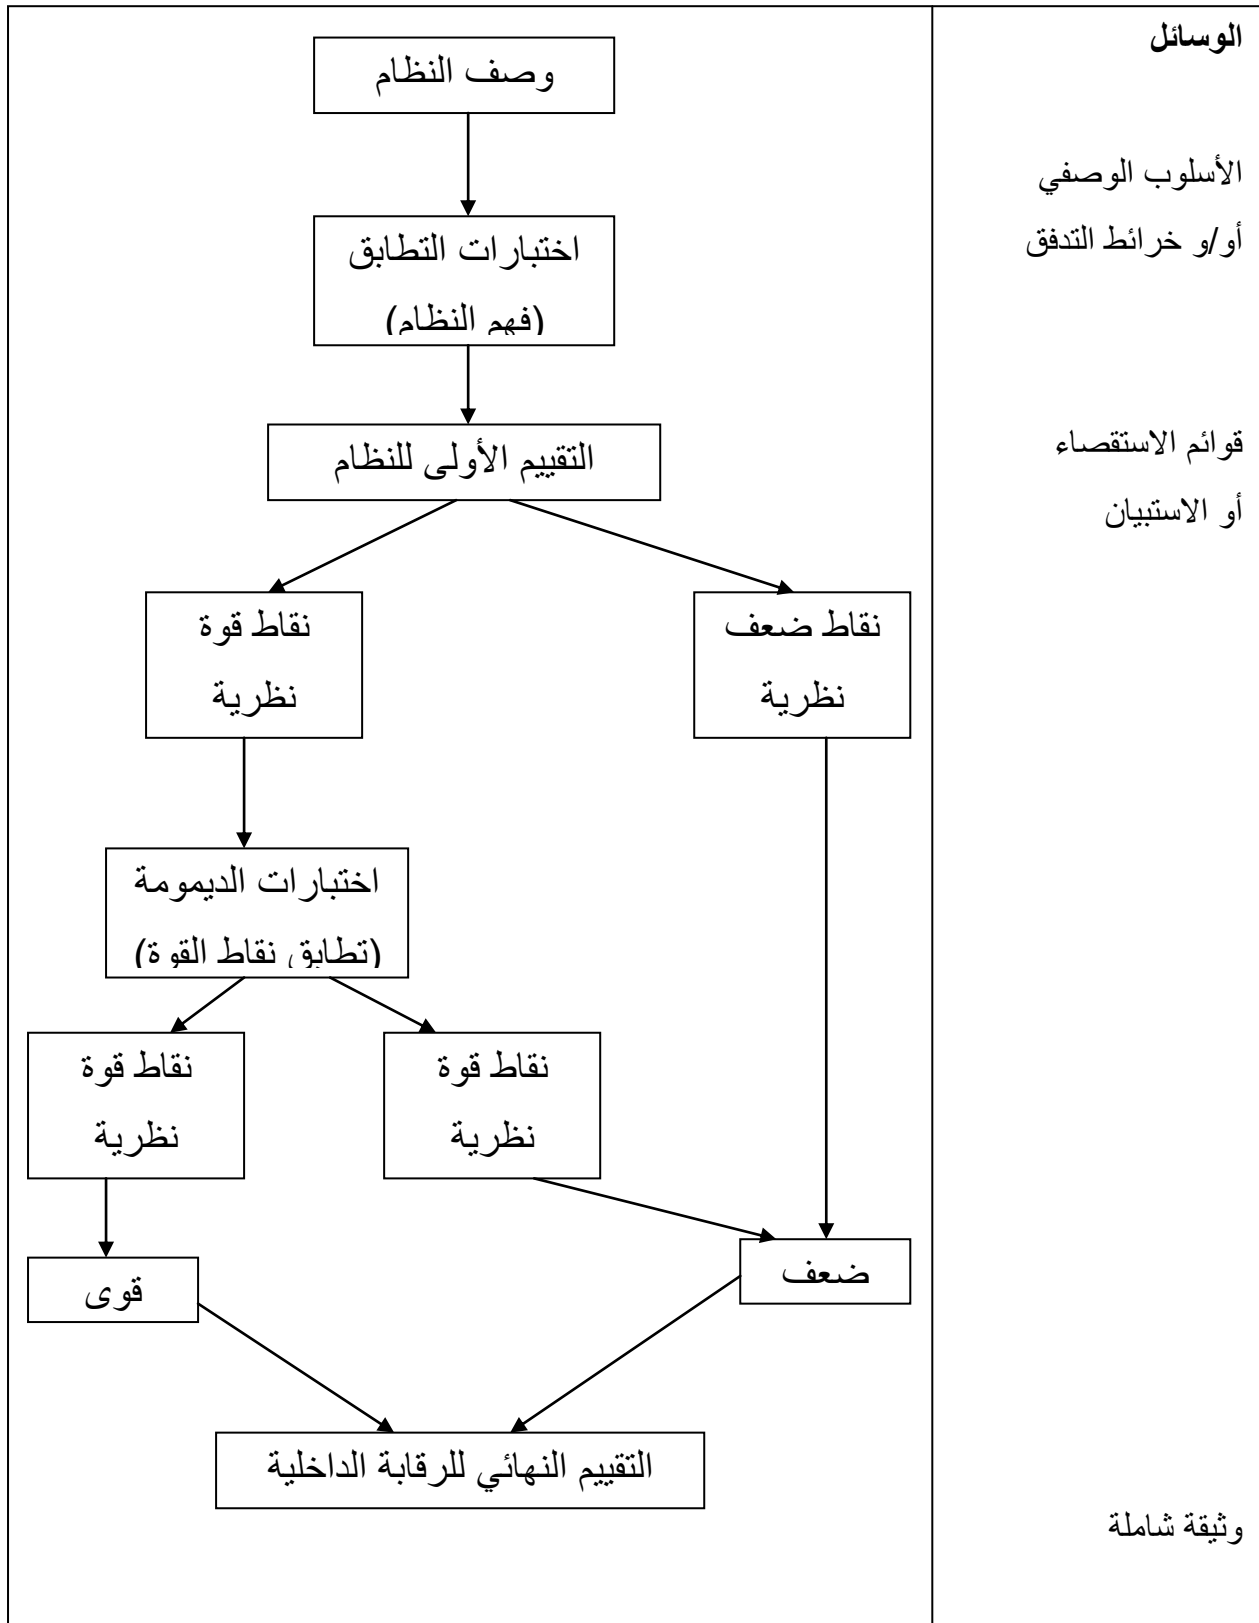 الوسائل
وصف النظام
الأسلوب الوصفي
أو/و خرائط التدفق
اختبارات التطابق
(فهم النظام)
التقييم الأولى للنظام
قوائم الاستقصاء
أو الاستبيان
نقاط ضعف
نظرية
نقاط قوة
نظرية
اختبارات الديمومة
(تطابق نقاط القوة)
نقاط قوة
نظرية
نقاط قوة
نظرية
ضعف
قوى
التقييم النهائي للرقابة الداخلية
وثيقة شاملة